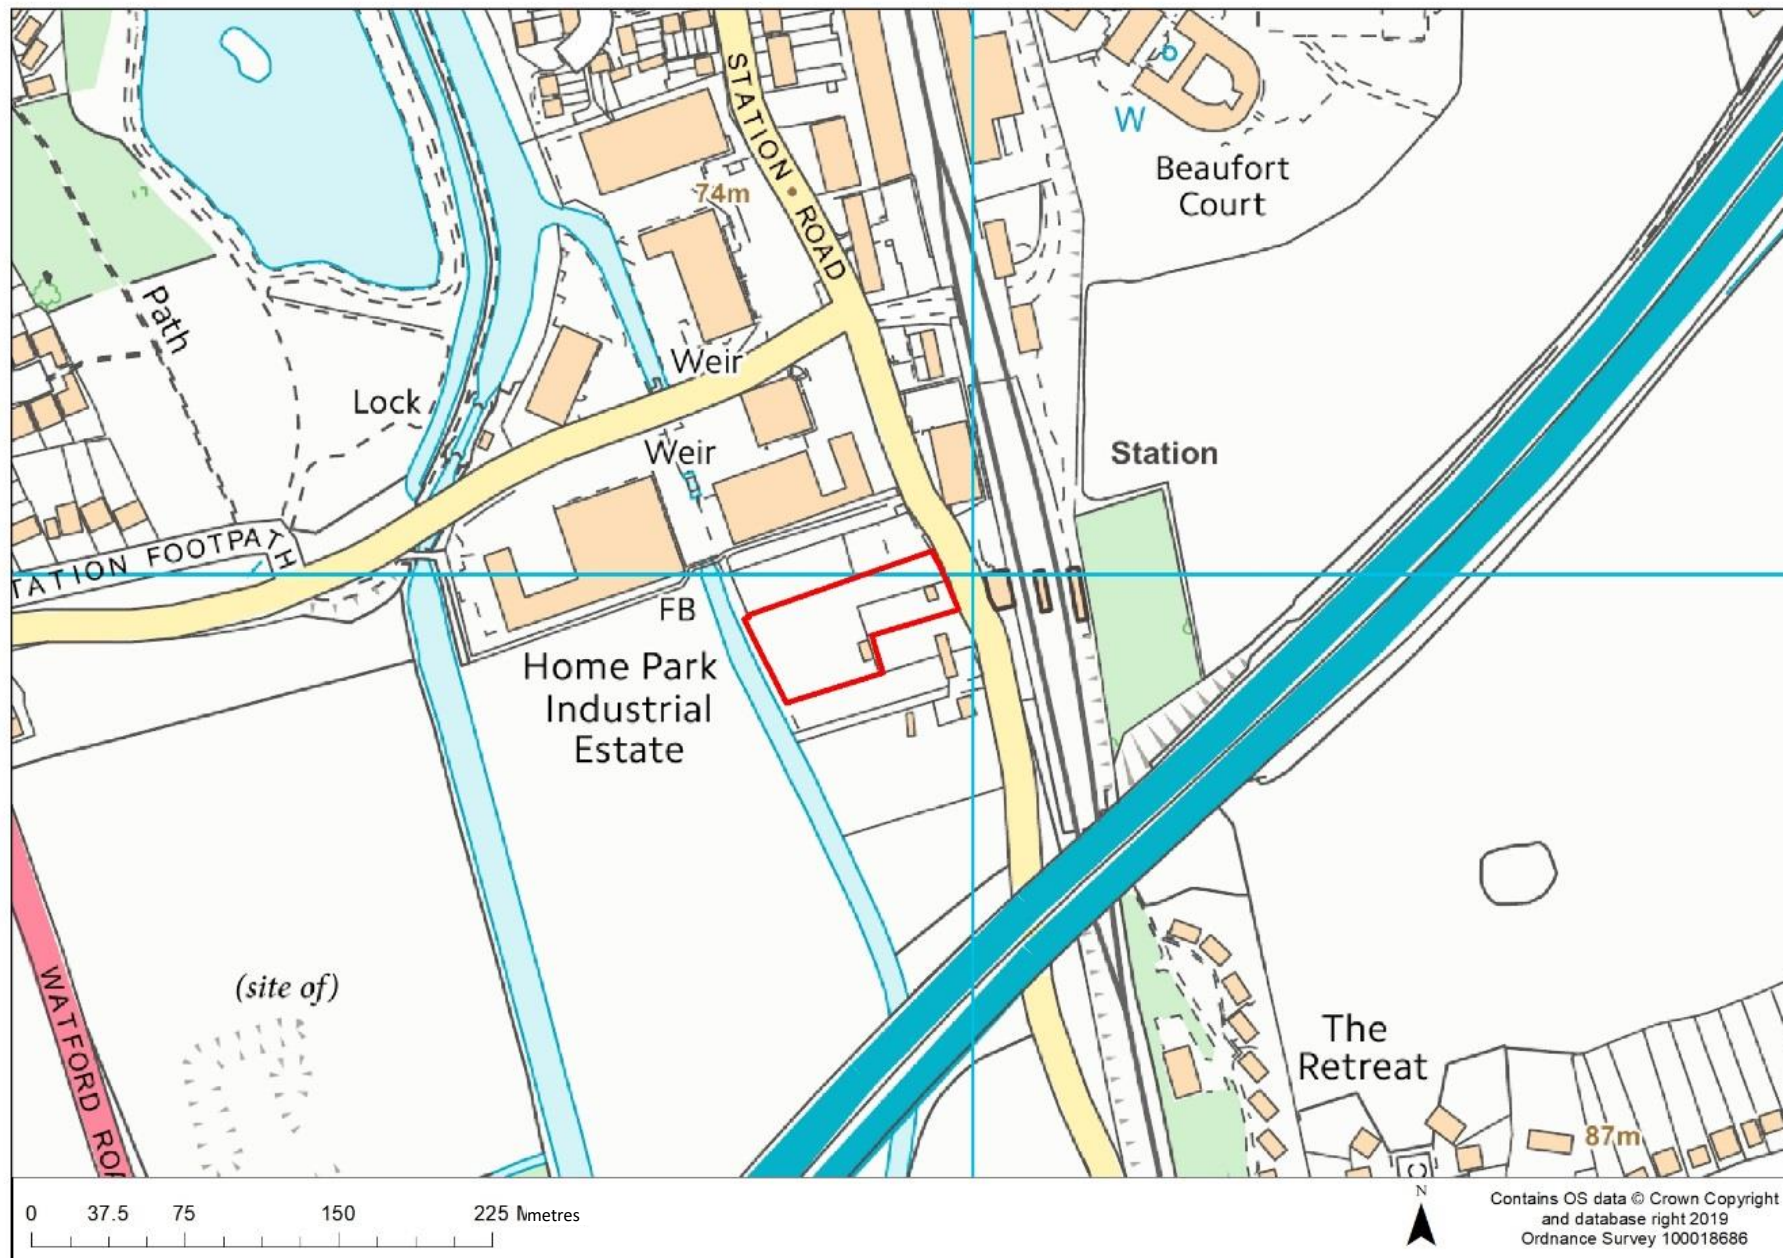 STATION ROAD
74m
W
Beaufort
Court
Path
Weir
Lock
Weir
Station
TATION FOOTPATH
FB
Home Park
Industrial
Estate
(site of)
WATFORD ROA
The
Retreat
87m
0 37.5 75 150 225 Mmetres
N
Contains OS data © Crown Copyright
and database right 2019
Ordnance Survey 100018686